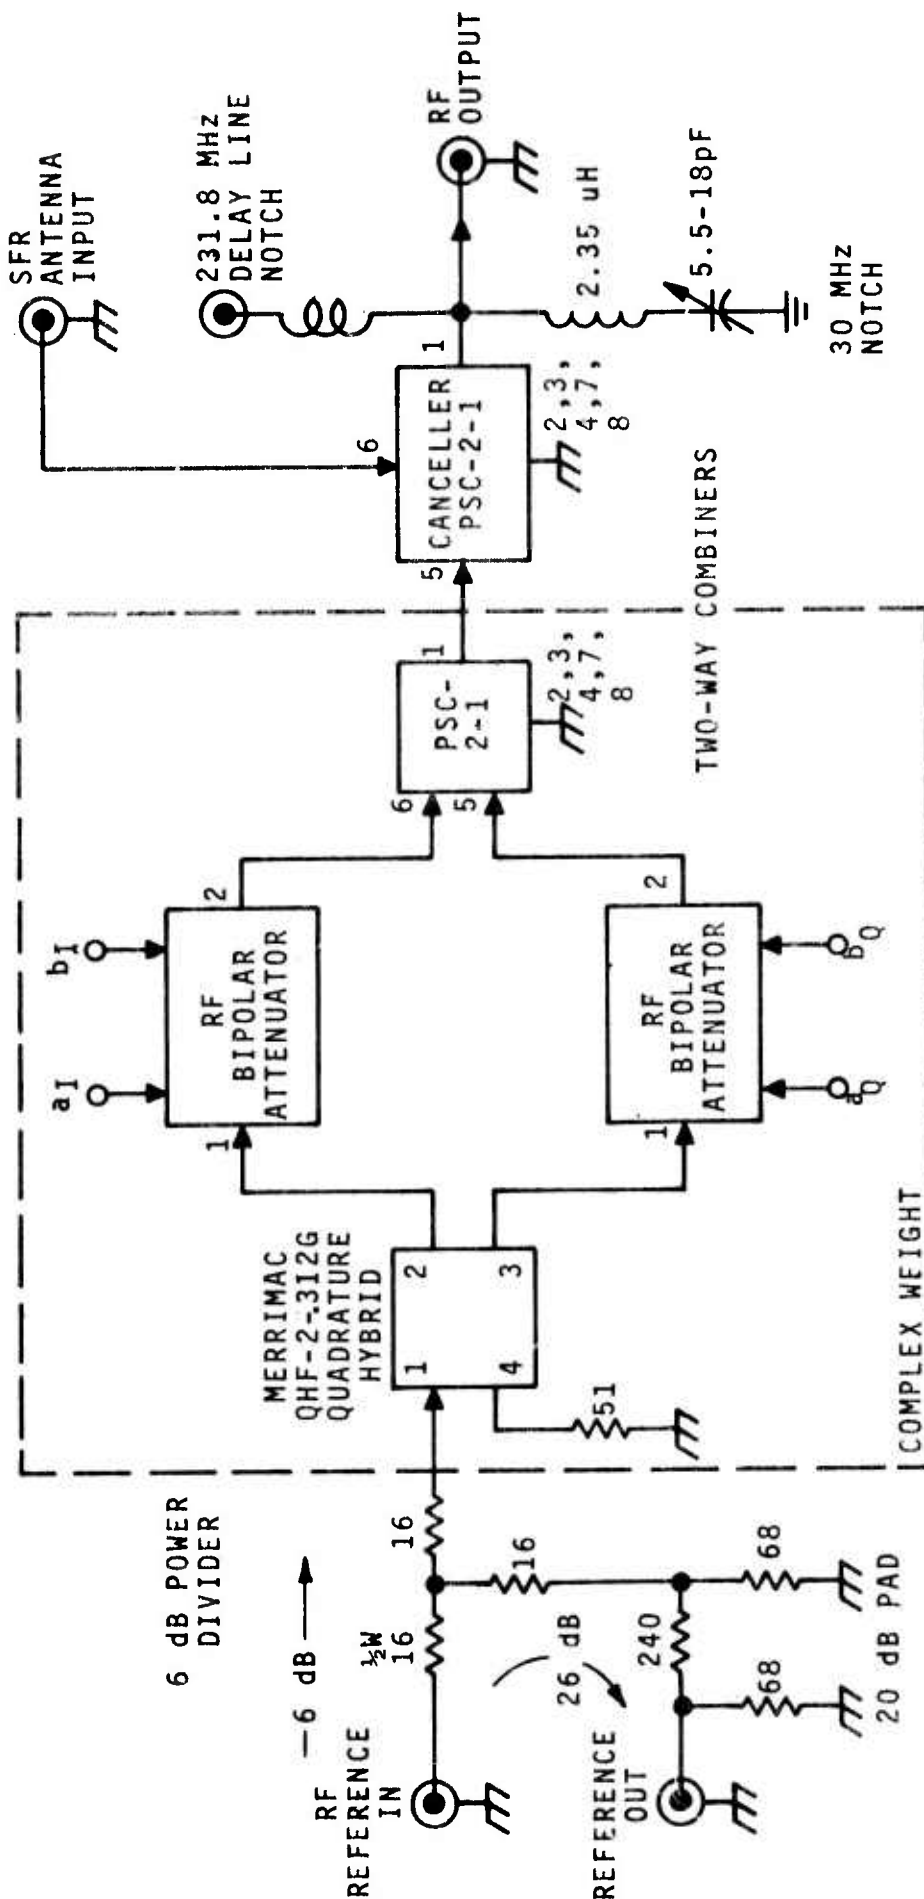 6 dB POWER
DIVIDER
—6 dB
RF
REFERENCE
IN
½W
16
16
16
26 dB
REFERENCE
OUT
240
68
68
20 dB PAD
MERRIMAC
QHF-2-.312G
QUADRATURE
HYBRID
1
2
3
4
51
aI
bI
1
RF
BIPOLAR
ATTENUATOR
2
1
RF
BIPOLAR
ATTENUATOR
2
aQ
bQ
6
5
PSC-
2-1
1
2,3,
4,7,
8
COMPLEX WEIGHT
TWO-WAY COMBINERS
SFR
ANTENNA
INPUT
6
5
CANCELLER
PSC-2-1
1
2,3,
4,7,
8
231.8 MHz
DELAY LINE
NOTCH
RF
OUTPUT
2.35 uH
5.5-18pF
30 MHz
NOTCH